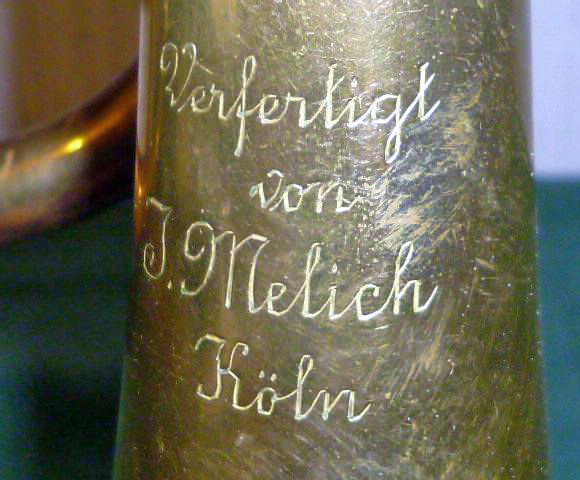 Verfertigt
von
J. Melich
Köln